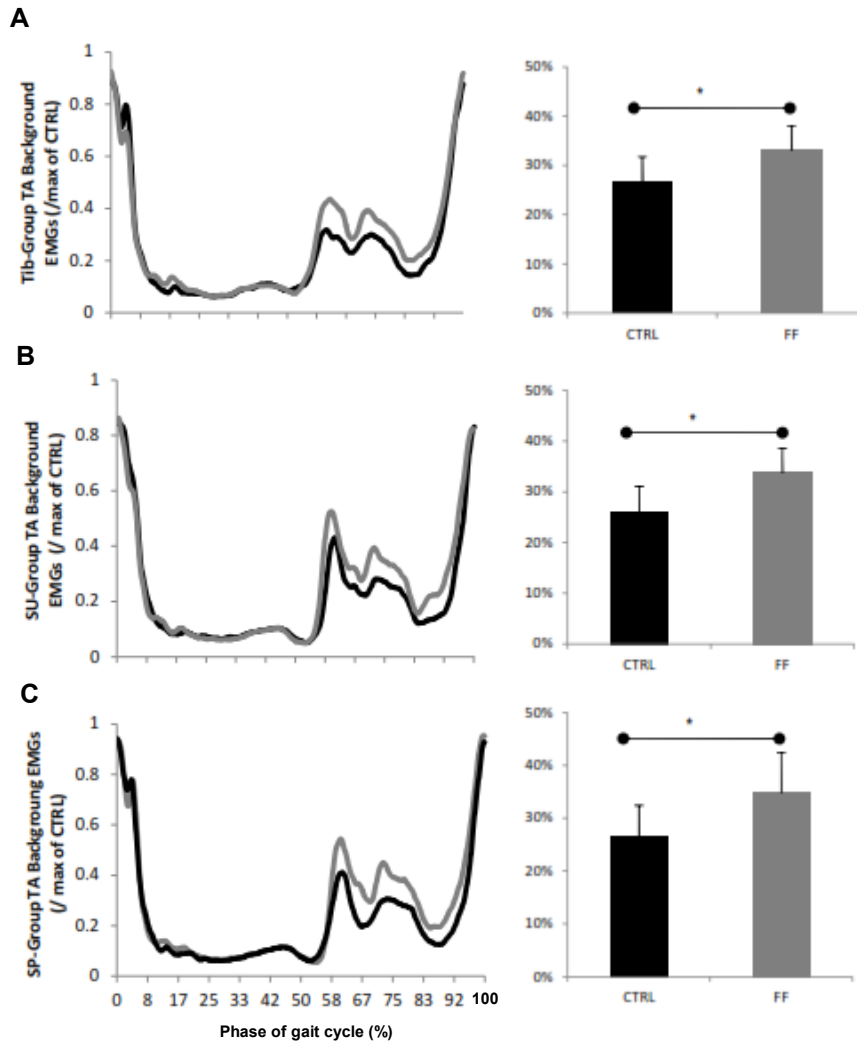 A
Tib-Group TA Background
EMGs (/max of CTRL)
1
0.8
0.6
0.4
0.2
0
50%
40%
30%
20%
10%
0%
*
CTRL
FF
B
SU-Group TA Background
EMGs (/ max of CTRL)
1
0.8
0.6
0.4
0.2
0
50%
40%
30%
20%
10%
0%
*
CTRL
FF
C
SP-Group TA Backgroung EMGs
(/ max of CTRL)
1
0.8
0.6
0.4
0.2
0
0 8 17 25 33 42 50 58 67 75 83 92 100
Phase of gait cycle (%)
50%
40%
30%
20%
10%
0%
*
CTRL
FF